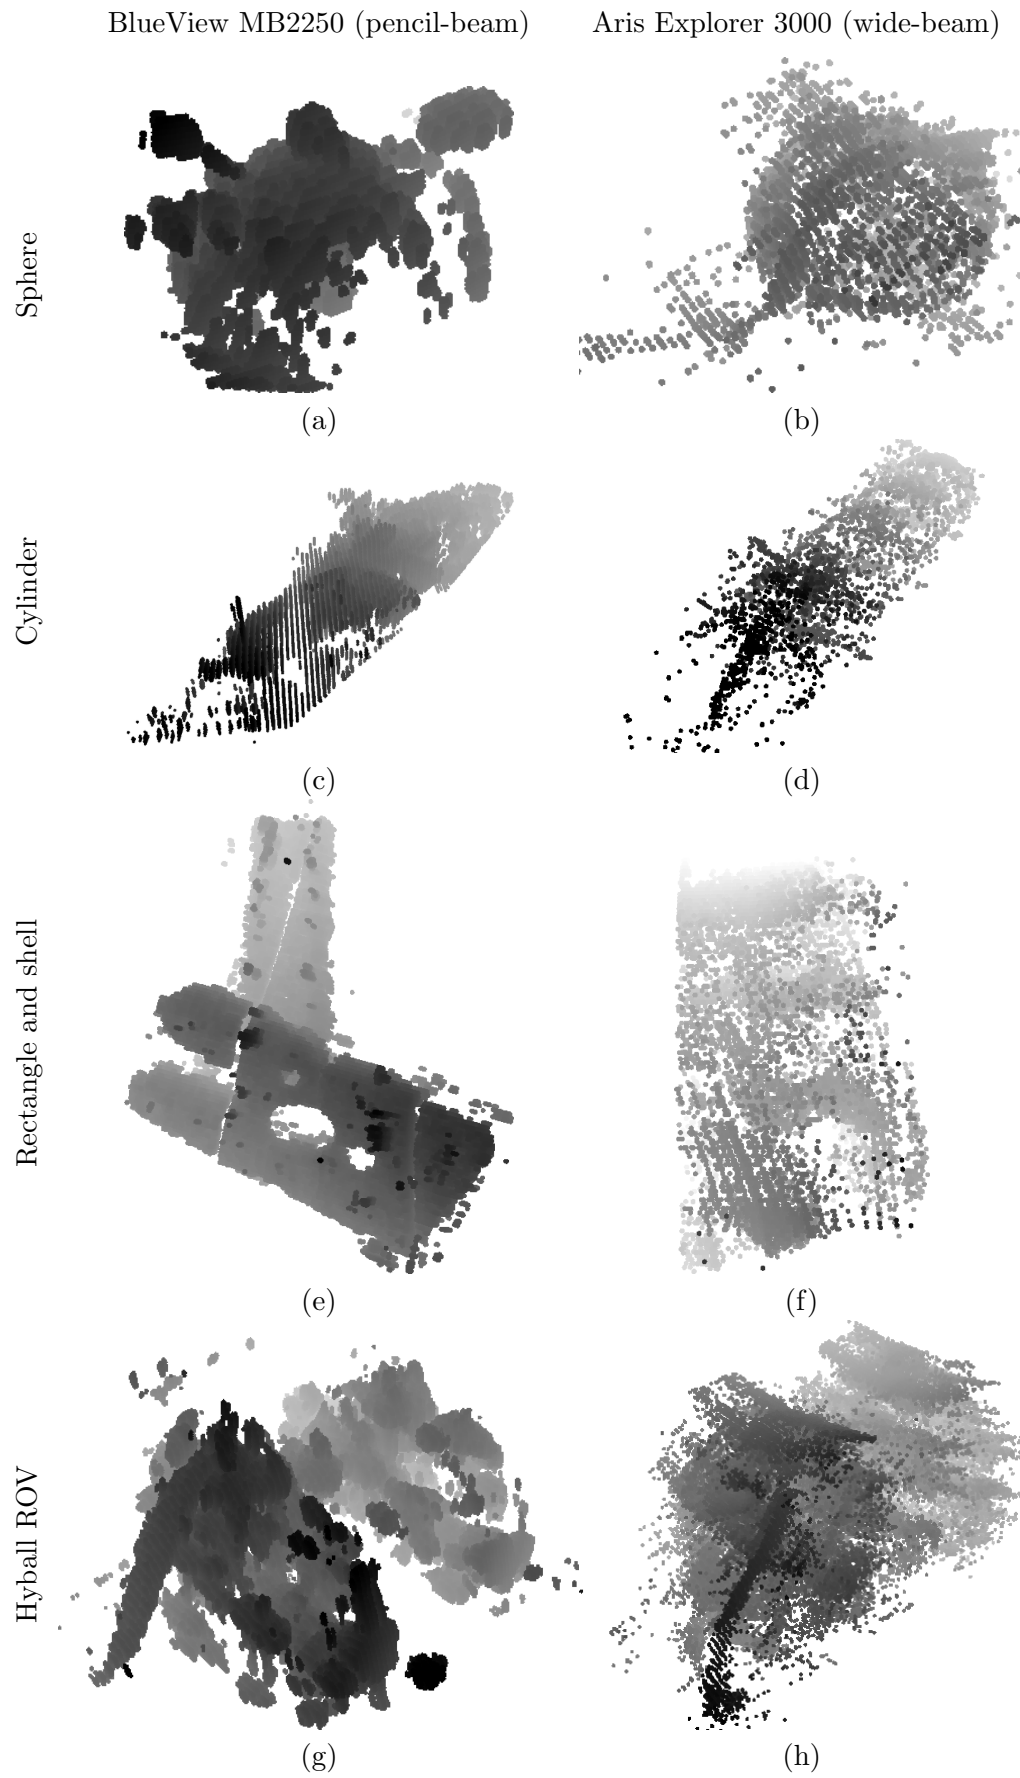 BlueView MB2250 (pencil-beam)
Aris Explorer 3000 (wide-beam)
Sphere
(a)
(b)
Cylinder
(c)
(d)
Rectangle and shell
(e)
(f)
Hyball ROV
(g)
(h)